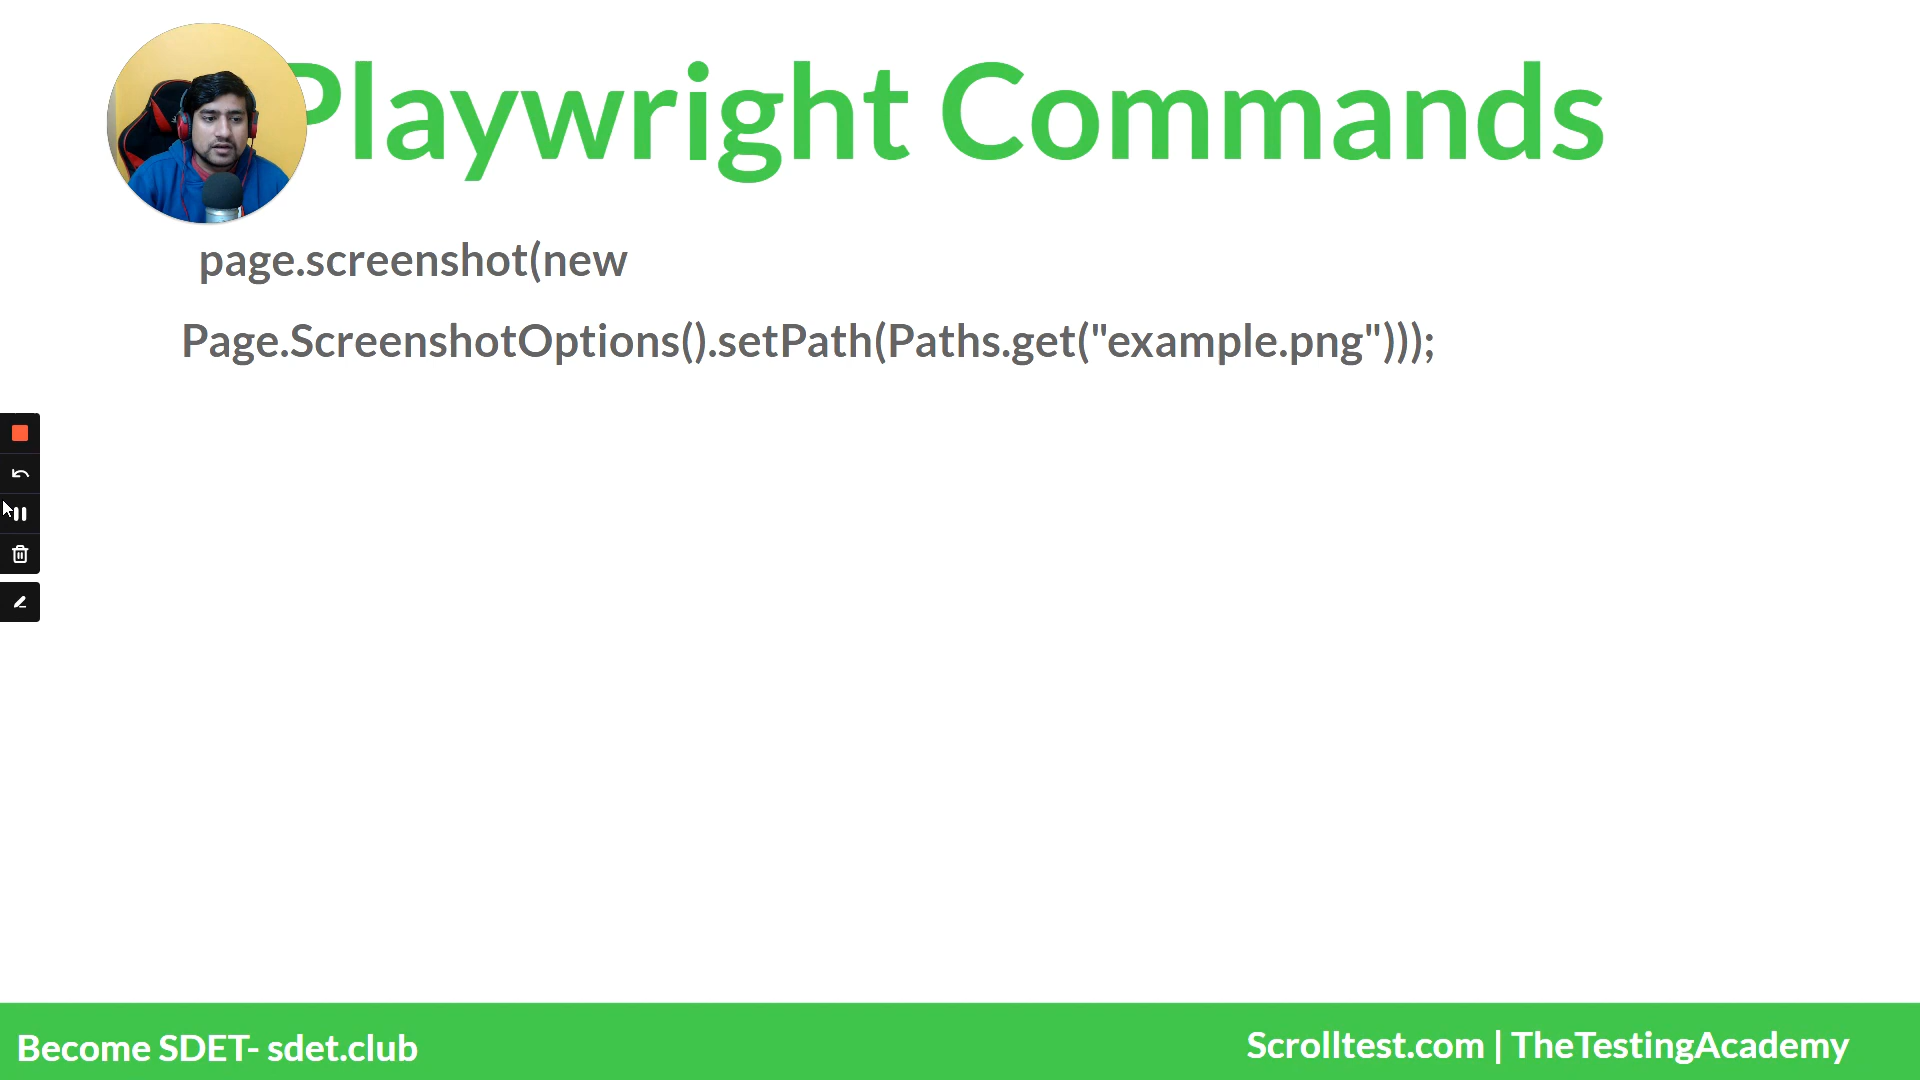 Playwright Commands
page.screenshot(new
Page.ScreenshotOptions().setPath(Paths.get("example.png")));
Become SDET- sdet.club
Scrolltest.com | TheTestingAcademy